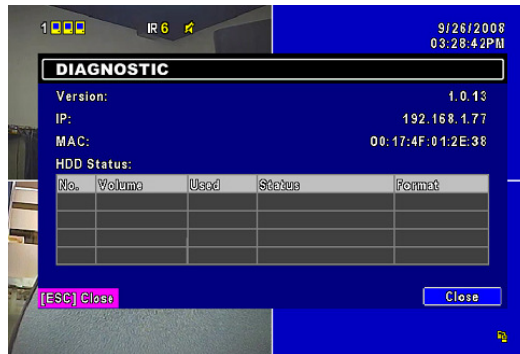 1 IR 6 9/26/2008
03:28:42PM
DIAGNOSTIC
Version: 1.0.13
IP: 192.168.1.77
MAC: 00:17:4F:01:2E:38
HDD Status:
No. Volume Used Status Format
[ESC] Close Close